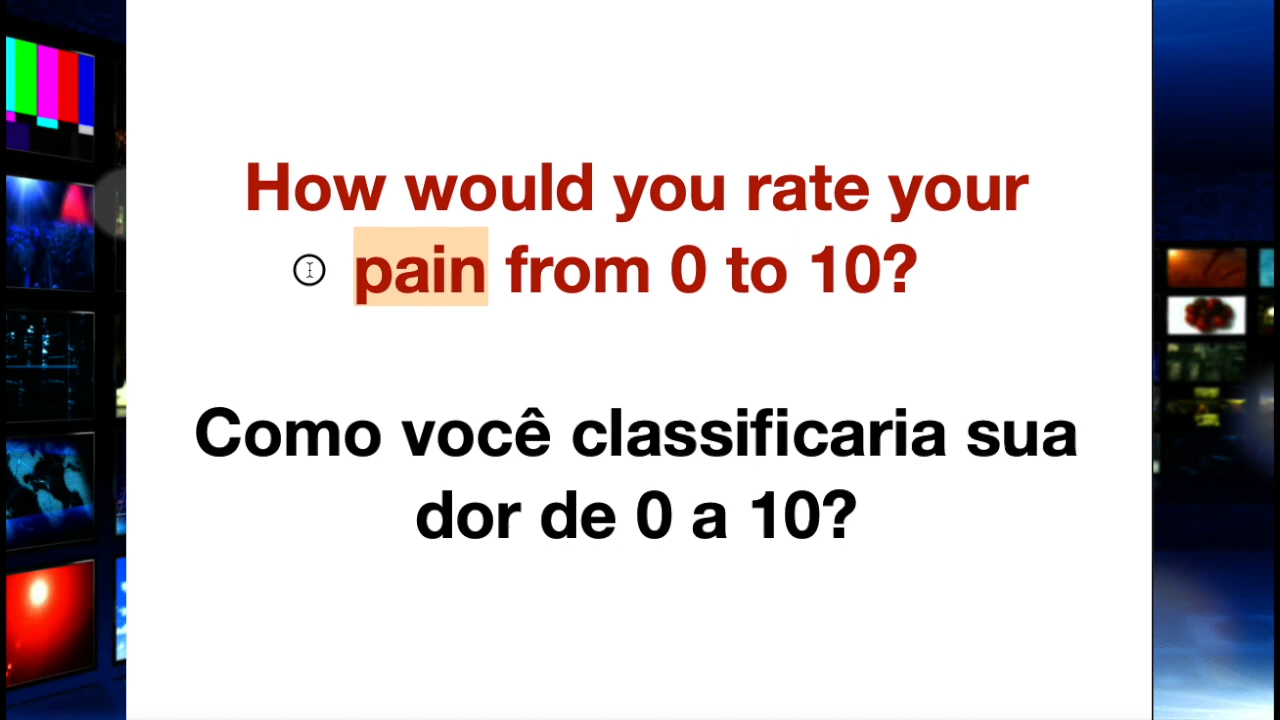 How would you rate your
pain from 0 to 10?
Como você classificaria sua
dor de 0 a 10?